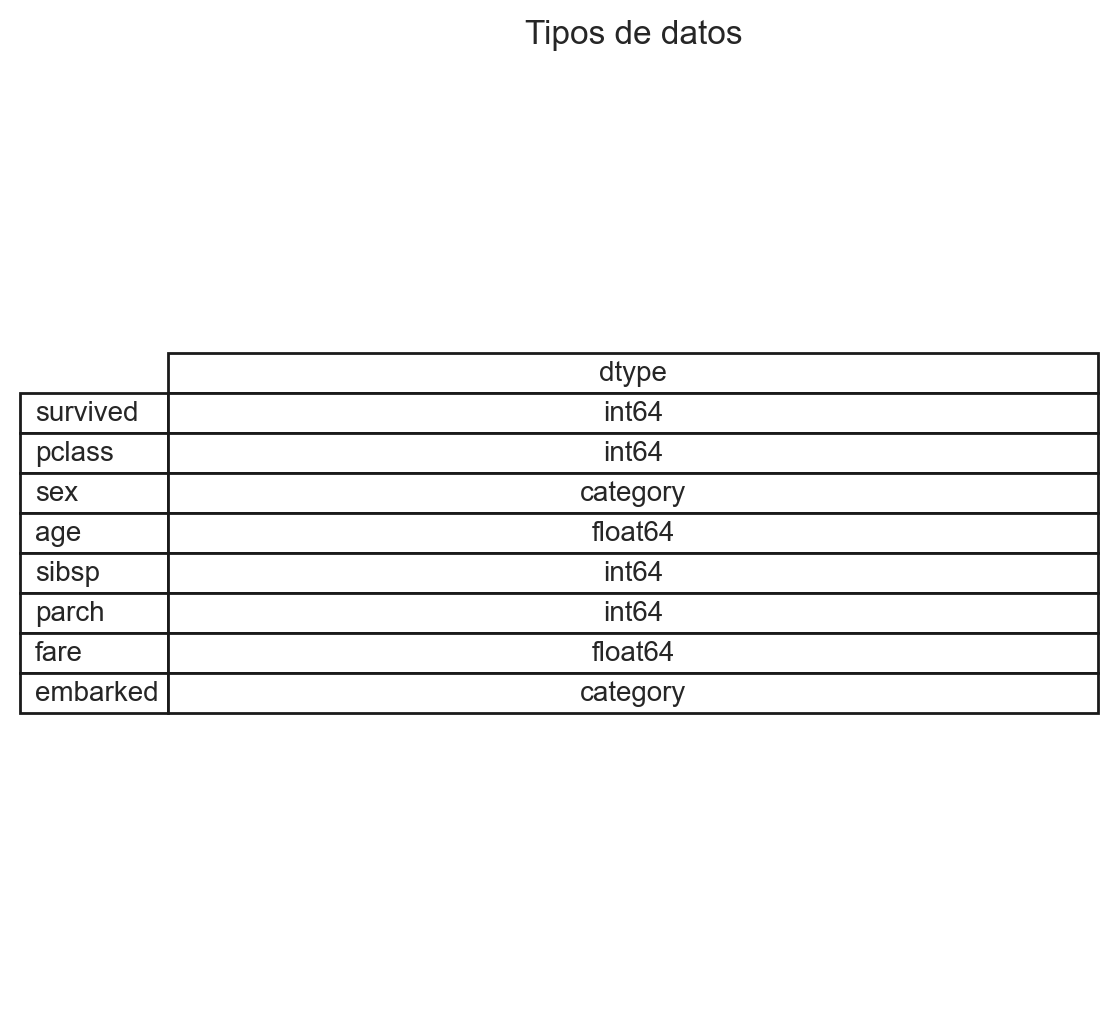 Tipos de datos
dtype
survived int64
pclass int64
sex category
age float64
sibsp int64
parch int64
fare float64
embarked category